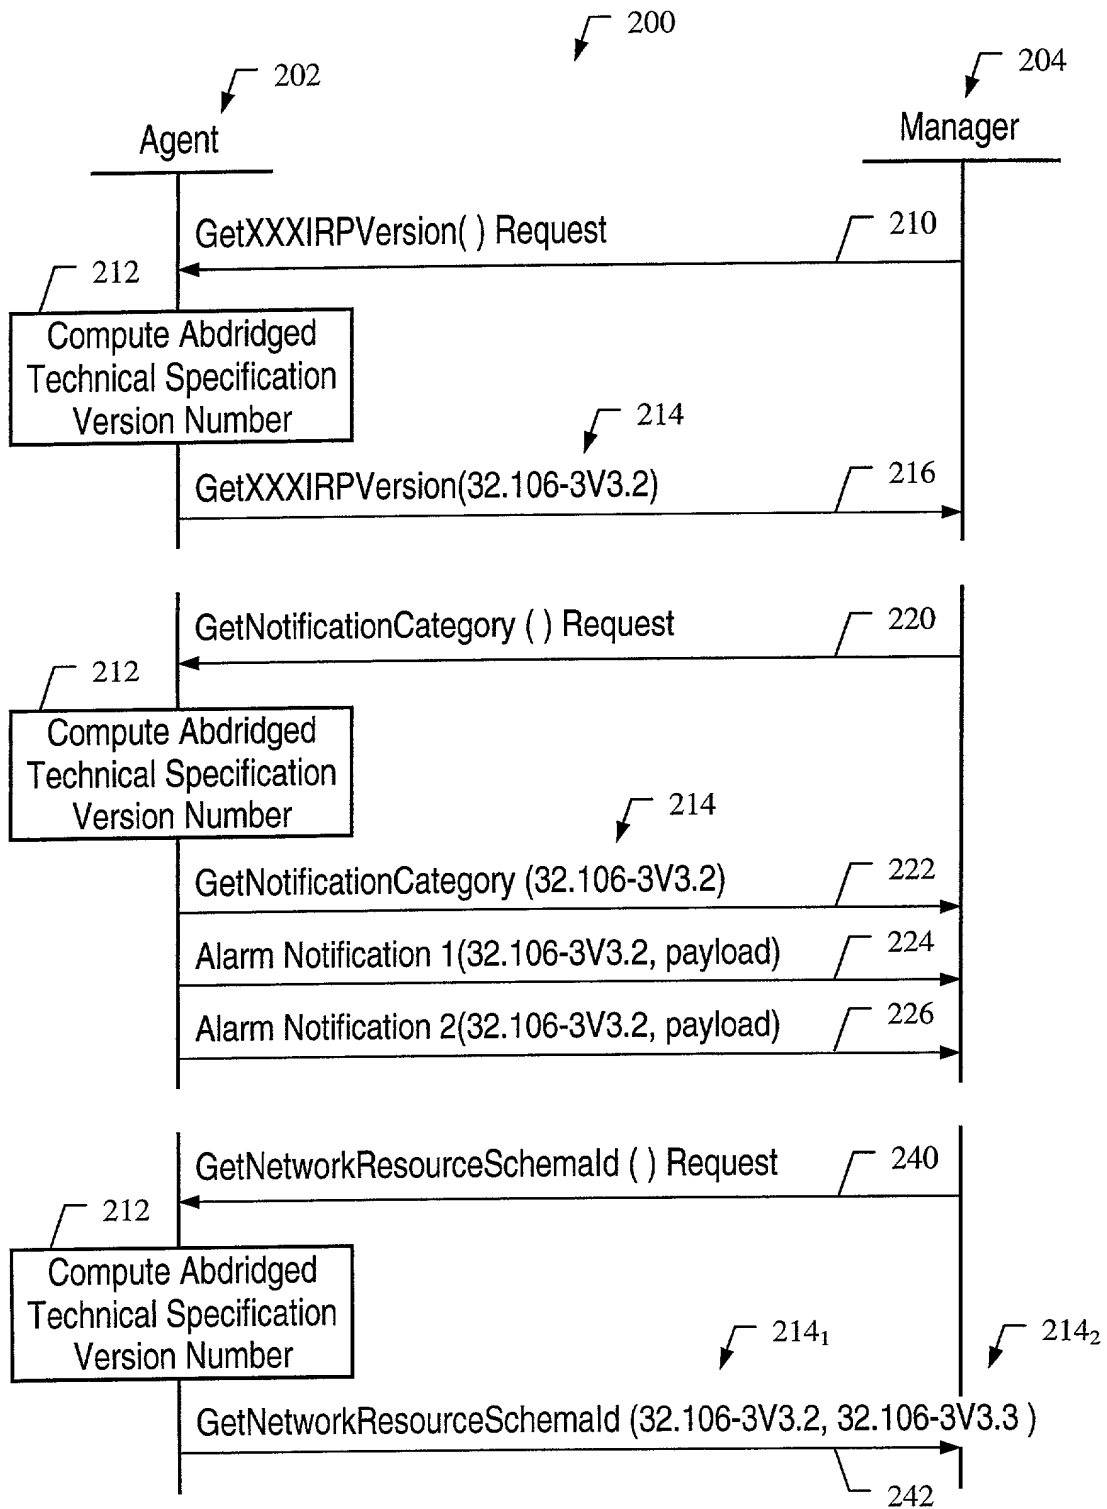 200
202
204
Agent
Manager
GetXXXIRPVersion( ) Request
210
212
Compute Abdridged
Technical Specification
Version Number
214
GetXXXIRPVersion(32.106-3V3.2)
216
GetNotificationCategory ( ) Request
220
212
Compute Abdridged
Technical Specification
Version Number
214
GetNotificationCategory (32.106-3V3.2)
222
Alarm Notification 1(32.106-3V3.2, payload)
224
Alarm Notification 2(32.106-3V3.2, payload)
226
GetNetworkResourceSchemaId ( ) Request
240
212
Compute Abdridged
Technical Specification
Version Number
214₁
214₂
GetNetworkResourceSchemaId (32.106-3V3.2, 32.106-3V3.3 )
242